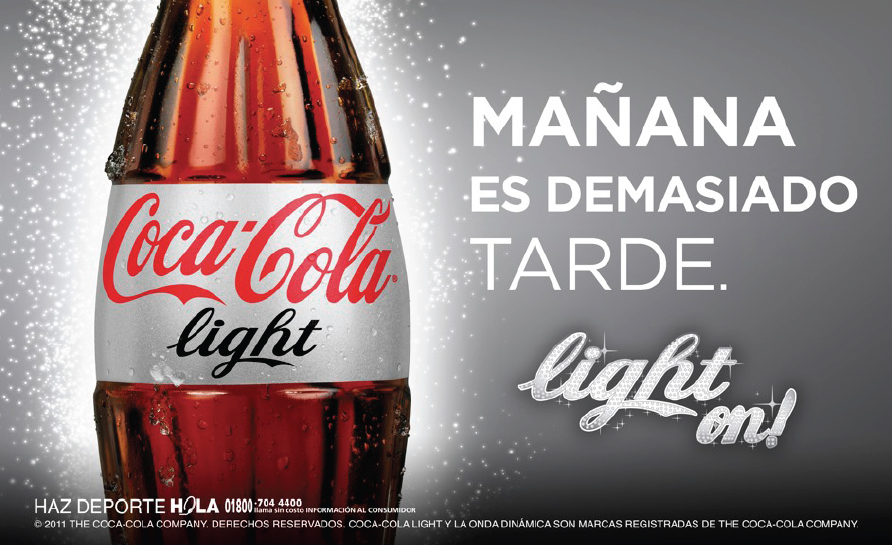 Coca-Cola®
light
MAÑANA
ES DEMASIADO
TARDE.
light
on!
HAZ DEPORTE HOLA 01800-704 4400
llama sin costo INFORMACIÓN AL CONSUMIDOR
© 2011 THE COCA-COLA COMPANY. DERECHOS RESERVADOS. COCA-COLA LIGHT Y LA ONDA DINÁMICA SON MARCAS REGISTRADAS DE THE COCA-COLA COMPANY.